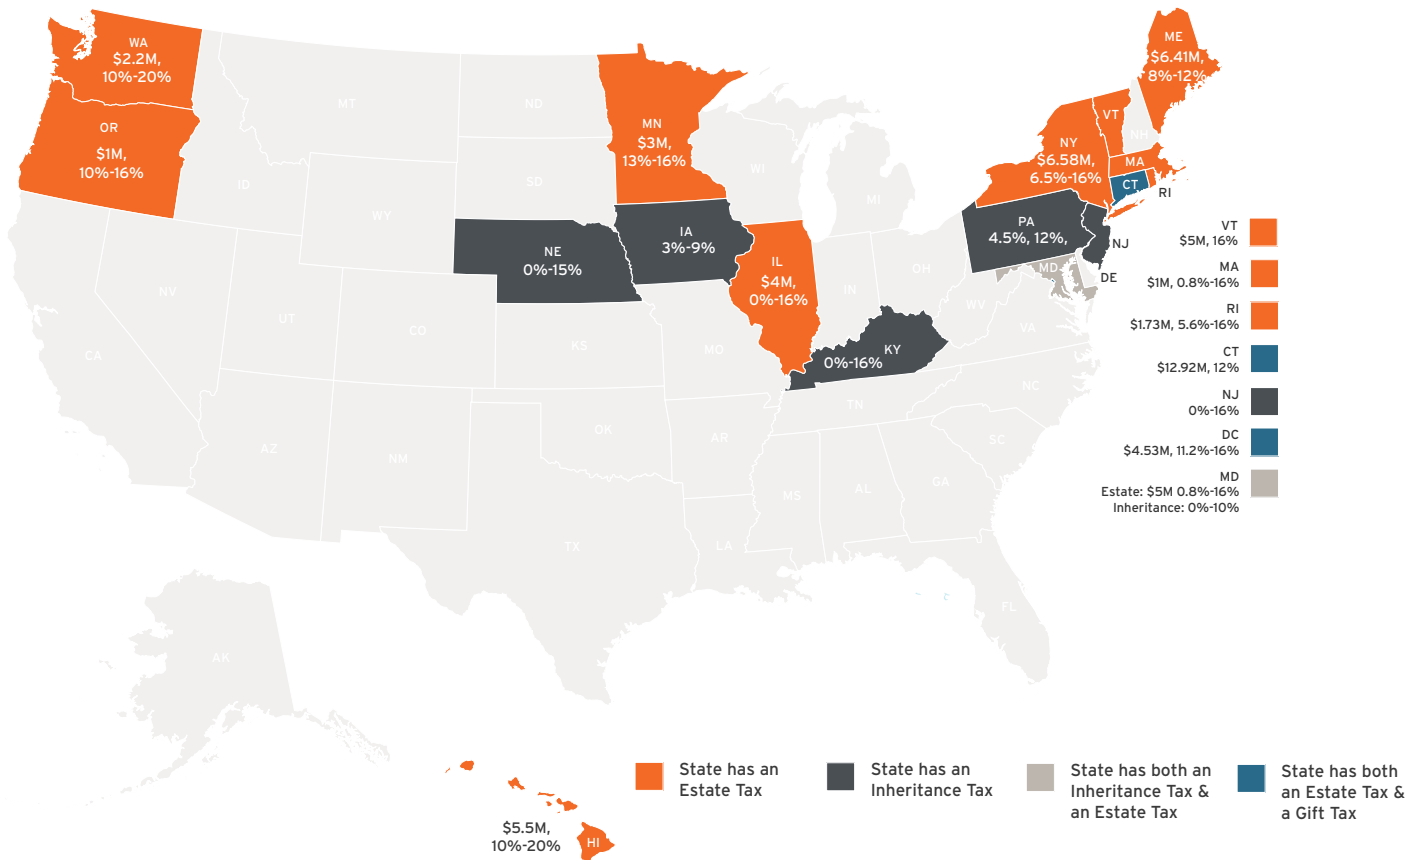 WA
$2.2M,
10%-20%
OR
$1M,
10%-16%
MT
ND
MN
$3M,
13%-16%
ID
WY
SD
WI
MI
ME
$6.41M,
8%-12%
VT
NH
NY
$6.58M,
6.5%-16%
MA
CT
RI
NE
0%-15%
IA
3%-9%
IL
$4M,
0%-16%
PA
4.5%, 12%,
NJ
MD
DE
NV
UT
CO
KS
MO
IN
OH
WV
VA
KY
0%-16%
CA
AZ
NM
OK
AR
TN
NC
SC
MS
AL
GA
TX
LA
FL
AK
VT
$5M, 16%
MA
$1M, 0.8%-16%
RI
$1.73M, 5.6%-16%
CT
$12.92M, 12%
NJ
0%-16%
DC
$4.53M, 11.2%-16%
MD
Estate: $5M 0.8%-16%
Inheritance: 0%-10%
$5.5M,
10%-20%
HI
State has an
Estate Tax
State has an
Inheritance Tax
State has both an
Inheritance Tax &
an Estate Tax
State has both
an Estate Tax &
a Gift Tax